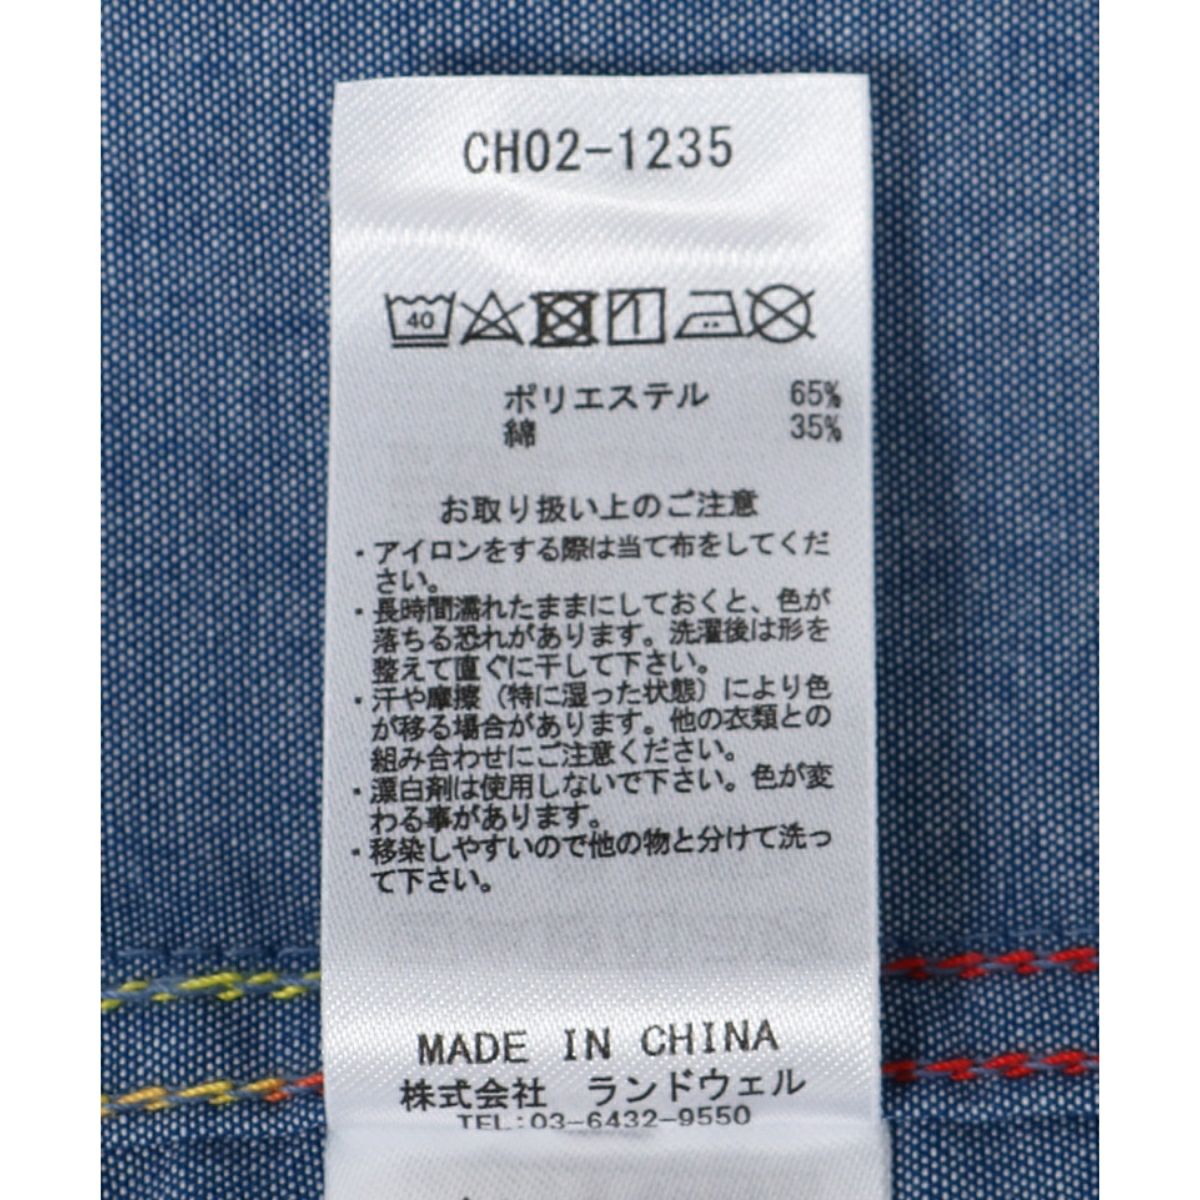 CH02-1235
40
ポリエステル 65%
綿 35%
お取り扱い上のご注意
・アイロンをする際は当て布をしてくだ
さい。
・長時間濡れたままにしておくと、色が
落ちる恐れがあります。洗濯後は形を
整えて直ぐに干して下さい。
・汗や摩擦（特に湿った状態）により色
が移る場合があります。他の衣類との
組み合わせにご注意ください。
・漂白剤は使用しないで下さい。色が変
わる事があります。
・移染しやすいので他の物と分けて洗っ
て下さい。
MADE IN CHINA
株式会社 ランドウェル
TEL:03-6432-9550